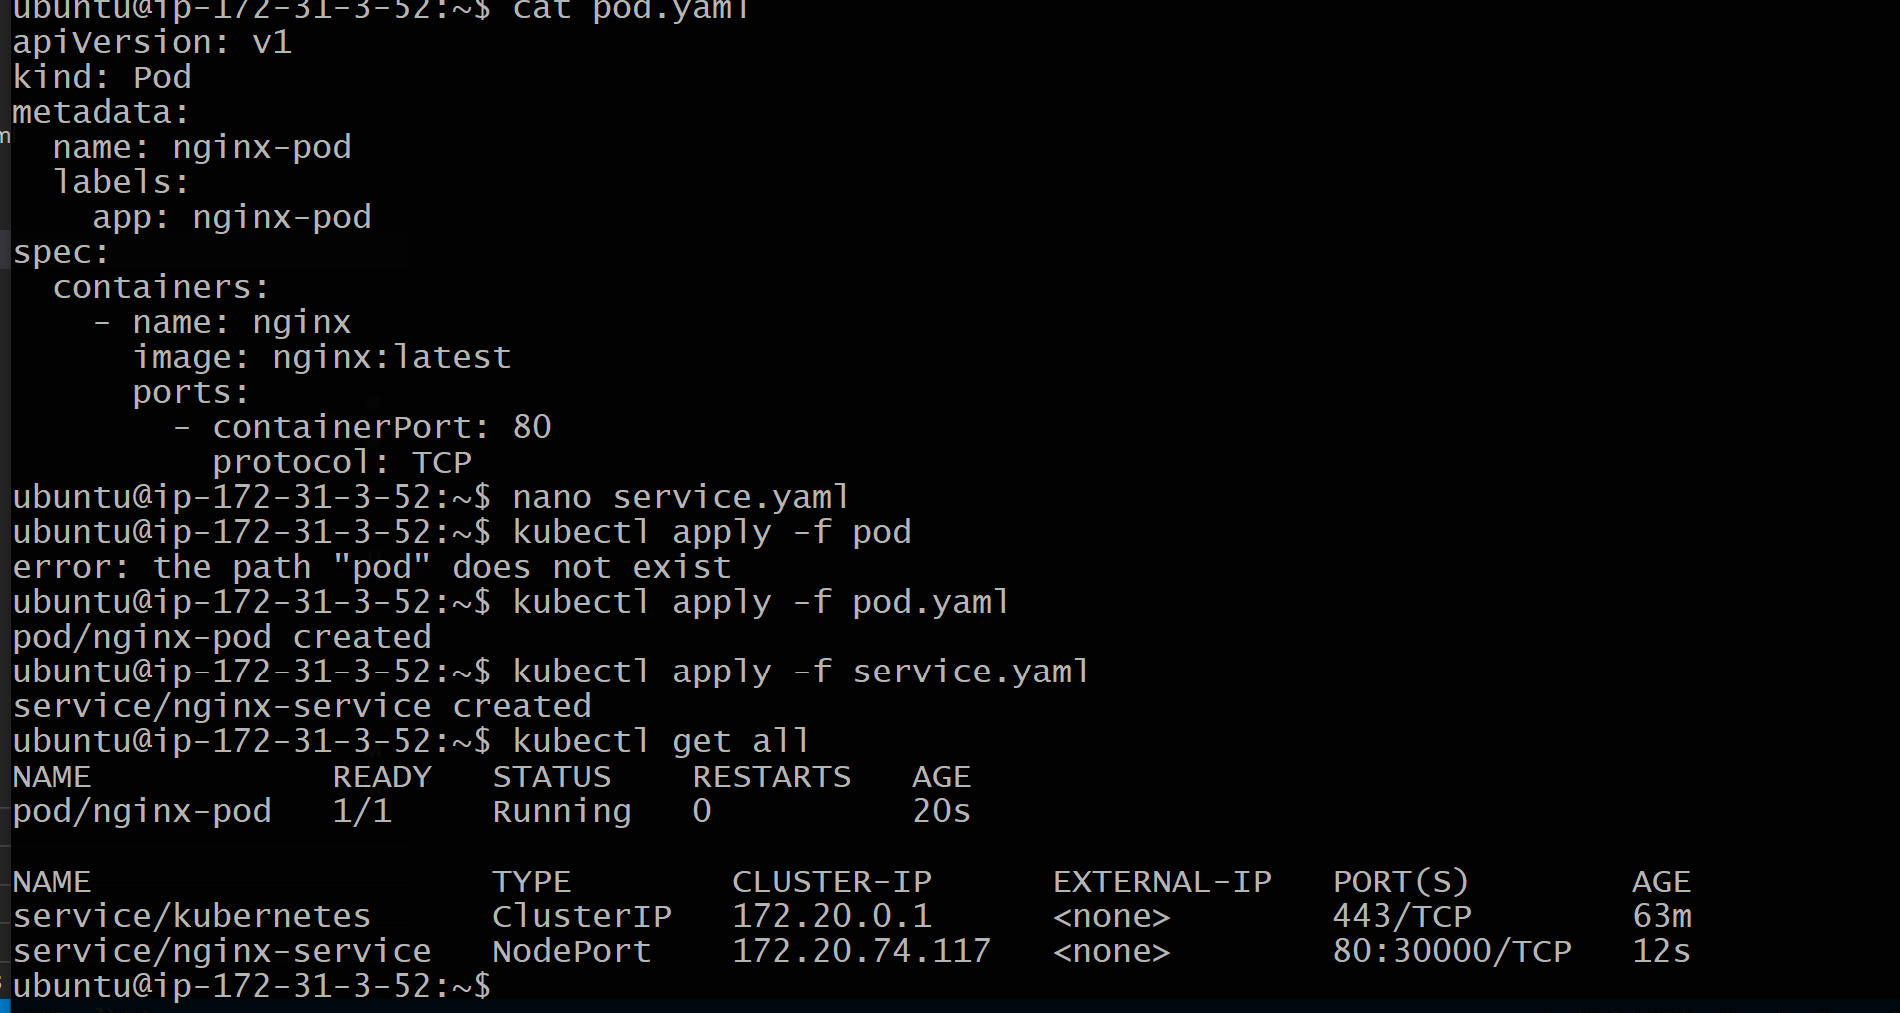 ubuntu@ip-172-31-3-52:~$ cat pod.yaml
apiVersion: v1
kind: Pod
metadata:
  name: nginx-pod
  labels:
    app: nginx-pod
spec:
  containers:
    - name: nginx
      image: nginx:latest
      ports:
        - containerPort: 80
          protocol: TCP
ubuntu@ip-172-31-3-52:~$ nano service.yaml
ubuntu@ip-172-31-3-52:~$ kubectl apply -f pod
error: the path "pod" does not exist
ubuntu@ip-172-31-3-52:~$ kubectl apply -f pod.yaml
pod/nginx-pod created
ubuntu@ip-172-31-3-52:~$ kubectl apply -f service.yaml
service/nginx-service created
ubuntu@ip-172-31-3-52:~$ kubectl get all
NAME            READY   STATUS    RESTARTS   AGE
pod/nginx-pod   1/1     Running   0          20s

NAME                    TYPE        CLUSTER-IP      EXTERNAL-IP   PORT(S)        AGE
service/kubernetes      ClusterIP   172.20.0.1      <none>        443/TCP        63m
service/nginx-service   NodePort    172.20.74.117   <none>        80:30000/TCP   12s
ubuntu@ip-172-31-3-52:~$